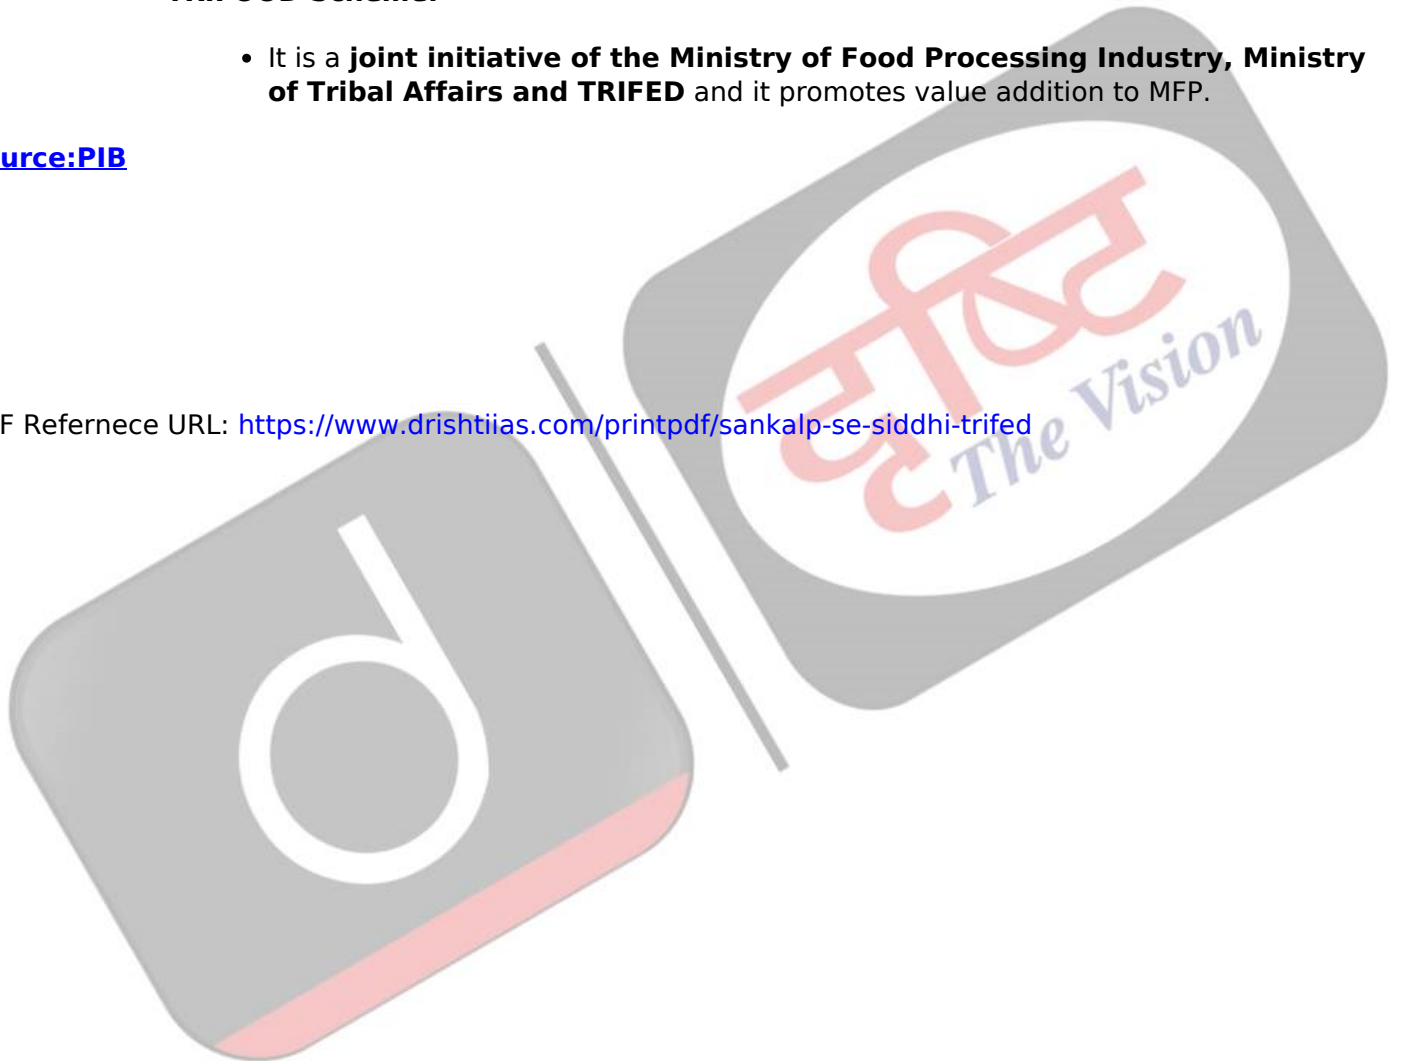 • It is a joint initiative of the Ministry of Food Processing Industry, Ministry
of Tribal Affairs and TRIFED and it promotes value addition to MFP.
urce:PIB
F Refernece URL: https://www.drishtiias.com/printpdf/sankalp-se-siddhi-trifed
दृष्टि
The Vision
d